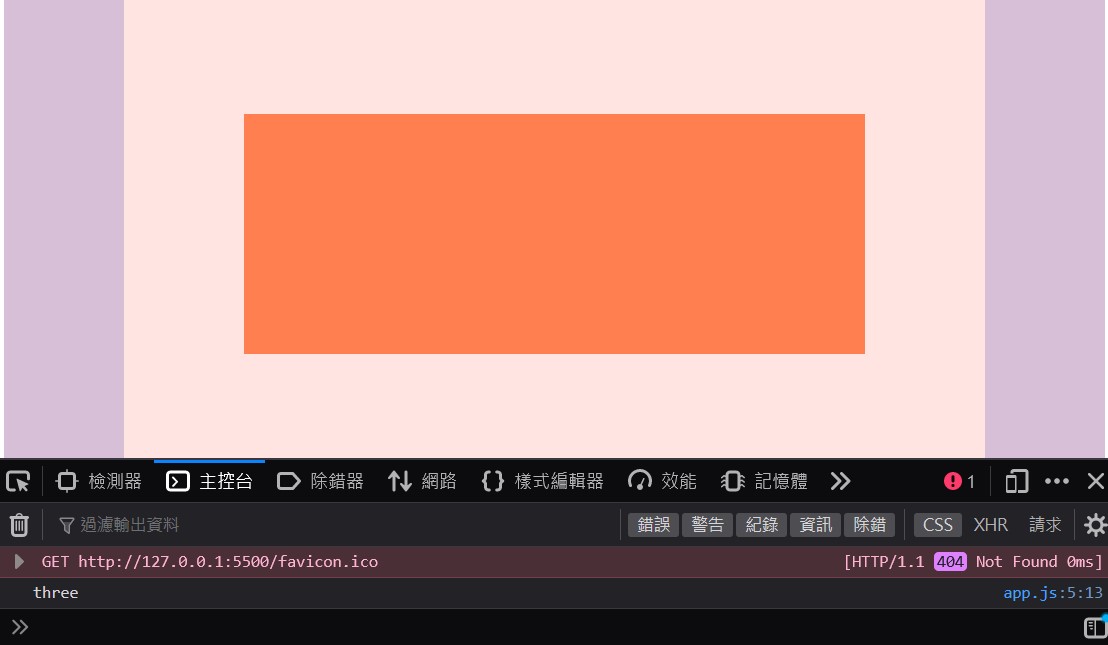 檢測器 主控台 除錯器 網路 樣式編輯器 效能 記憶體 1
過濾輸出資料 錯誤 警告 紀錄 資訊 除錯 CSS XHR 請求
GET http://127.0.0.1:5500/favicon.ico [HTTP/1.1 404 Not Found 0ms]
three app.js:5:13